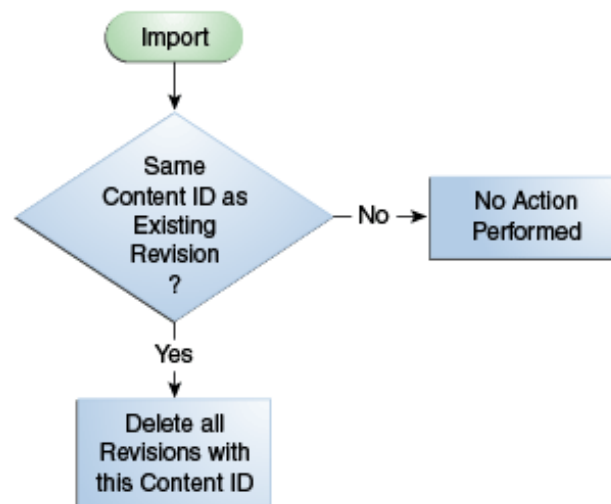 Import
Same
Content ID as
Existing
Revision
?
No
No Action
Performed
Yes
Delete all
Revisions with
this Content ID